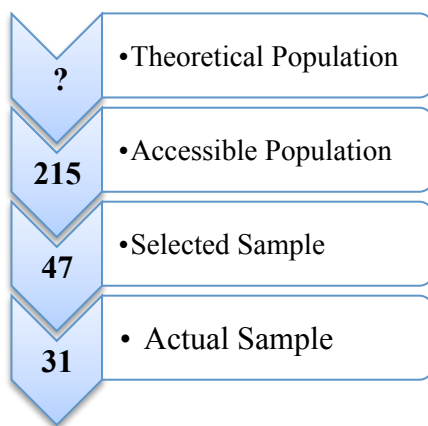 ?
•Theoretical Population
215
•Accessible Population
47
•Selected Sample
31
• Actual Sample